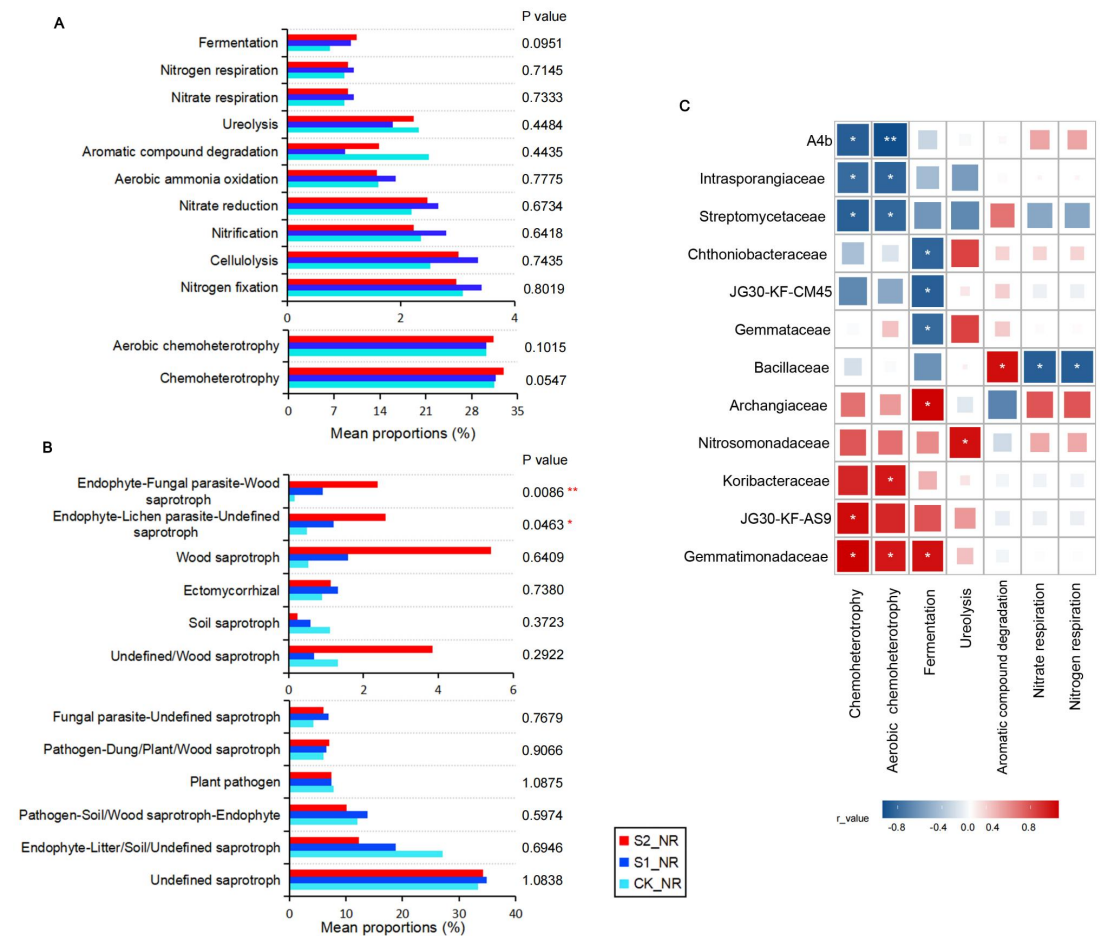 A
P value
Fermentation 0.0951
Nitrogen respiration 0.7145
Nitrate respiration 0.7333
Ureolysis 0.4484
Aromatic compound degradation 0.4435
Aerobic ammonia oxidation 0.7775
Nitrate reduction 0.6734
Nitrification 0.6418
Cellulolysis 0.7435
Nitrogen fixation 0.8019
0 2 4
Aerobic chemoheterotrophy 0.1015
Chemoheterotrophy 0.0547
0 7 14 21 28 35
Mean proportions (%)
B
P value
Endophyte-Fungal parasite-Wood
saprotroph
0.0086 **
Endophyte-Lichen parasite-Undefined
saprotroph
0.0463 *
Wood saprotroph 0.6409
Ectomycorrhizal 0.7380
Soil saprotroph 0.3723
Undefined/Wood saprotroph 0.2922
0 2 4 6
Fungal parasite-Undefined saprotroph 0.7679
Pathogen-Dung/Plant/Wood saprotroph 0.9066
Plant pathogen 1.0875
Pathogen-Soil/Wood saprotroph-Endophyte 0.5974
Endophyte-Litter/Soil/Undefined saprotroph 0.6946
Undefined saprotroph 1.0838
0 10 20 30 40
Mean proportions (%)
S2_NR
S1_NR
CK_NR
C
A4b * **
Intrasporangiaceae * *
Streptomycetaceae * *
Chthoniobacteraceae *
JG30-KF-CM45 *
Gemmataceae *
Bacillaceae * * *
Archangiaceae *
Nitrosomonadaceae *
Koribacteraceae *
JG30-KF-AS9 *
Gemmatimonadaceae * * *
Chemoheterotrophy
Aerobic chemoheterotrophy
Fermentation
Ureolysis
Aromatic compound degradation
Nitrate respiration
Nitrogen respiration
r_value
-0.8 -0.4 0.0 0.4 0.8